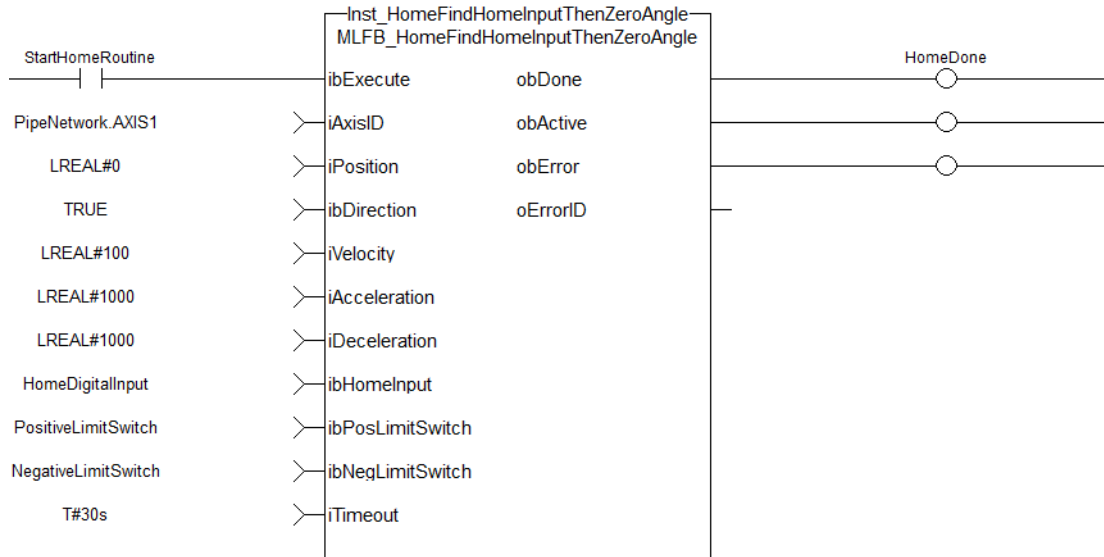 Inst_HomeFindHomeInputThenZeroAngle
MLFB_HomeFindHomeInputThenZeroAngle
StartHomeRoutine
ibExecute
obDone
HomeDone
PipeNetwork.AXIS1
iAxisID
obActive
LREAL#0
iPosition
obError
TRUE
ibDirection
oErrorID
LREAL#100
iVelocity
LREAL#1000
iAcceleration
LREAL#1000
iDeceleration
HomeDigitalInput
ibHomeInput
PositiveLimitSwitch
ibPosLimitSwitch
NegativeLimitSwitch
ibNegLimitSwitch
T#30s
iTimeout